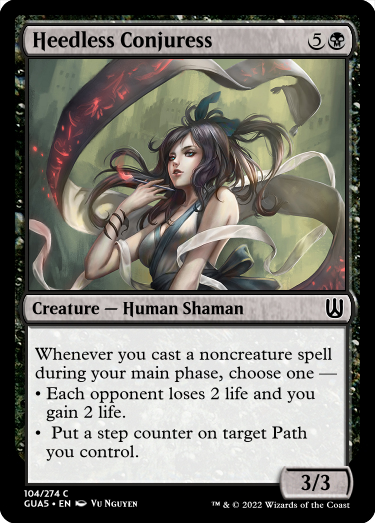 Heedless Conjuress 5
Creature — Human Shaman
Whenever you cast a noncreature spell
during your main phase, choose one —
• Each opponent loses 2 life and you
gain 2 life.
• Put a step counter on target Path
you control.
3/3
104/274 C
GUA5 • EN Vu Nguyen
™ & © 2022 Wizards of the Coast